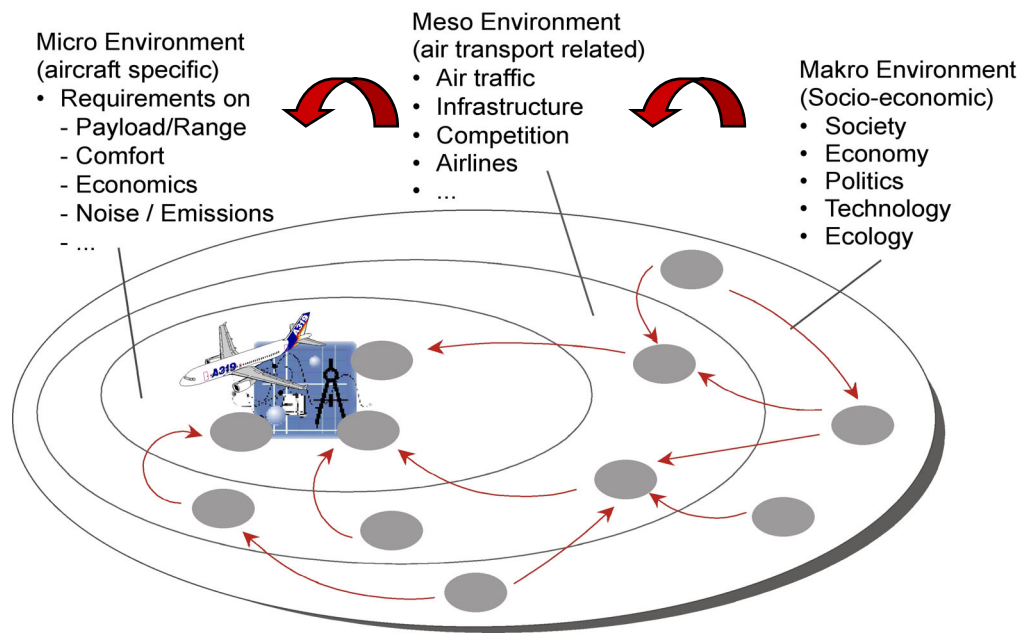 Micro Environment
(aircraft specific)
• Requirements on
- Payload/Range
- Comfort
- Economics
- Noise / Emissions
- ...
Meso Environment
(air transport related)
• Air traffic
• Infrastructure
• Competition
• Airlines
• ...
Makro Environment
(Socio-economic)
• Society
• Economy
• Politics
• Technology
• Ecology
A319
A319